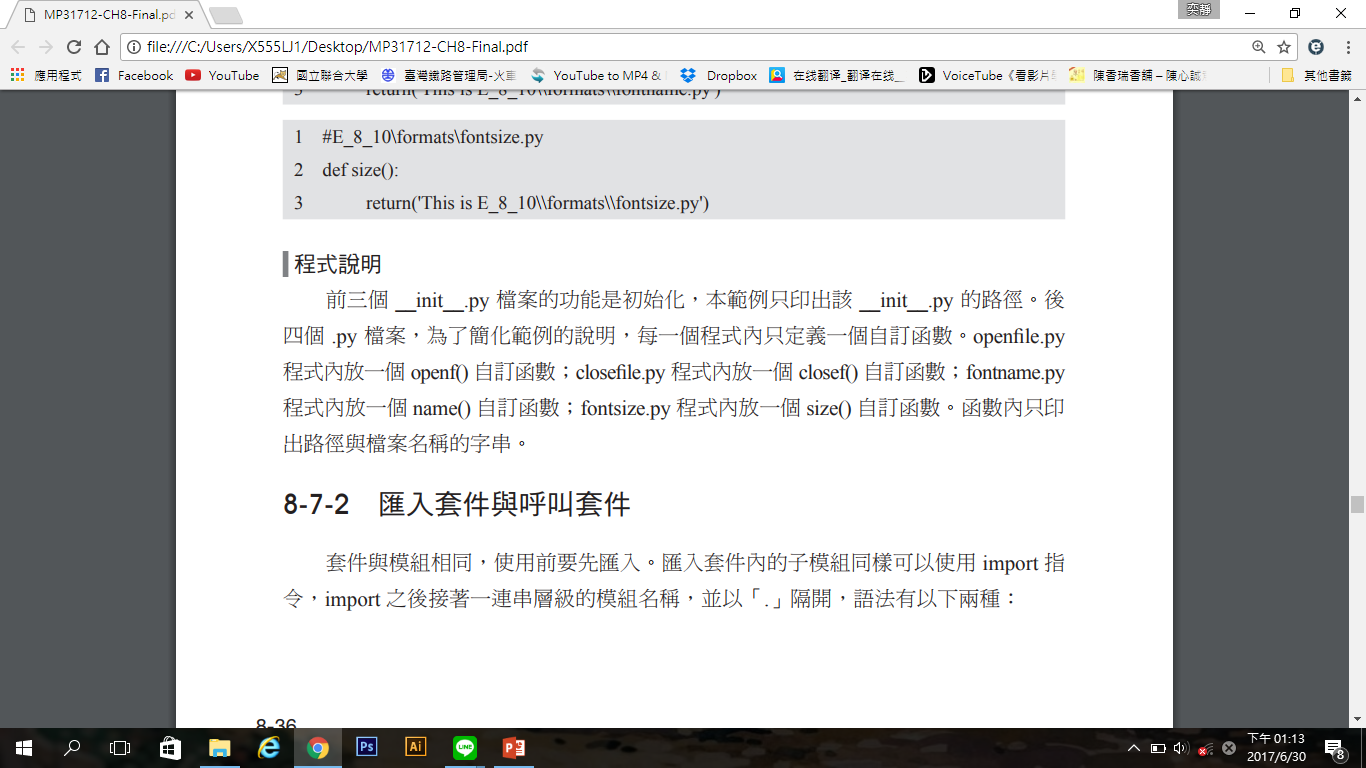 MP31712-CH8-Final.pd
奕靜
file:///C:/Users/X555LJ1/Desktop/MP31712-CH8-Final.pdf
應用程式 Facebook YouTube 國立聯合大學 臺灣鐵路管理局-火車 YouTube to MP4 & Dropbox 在线翻译_翻译在线_ VoiceTube《看影片 陳香瑞香鋪 – 陳心誠 其他書籤
3 return('This is E_8_10\\formats\\fontname.py')
1 #E_8_10\formats\fontsize.py
2 def size():
3 return('This is E_8_10\\formats\\fontsize.py')
程式說明
前三個 __init__.py 檔案的功能是初始化，本範例只印出該 __init__.py 的路徑。後
四個 .py 檔案，為了簡化範例的說明，每一個程式內只定義一個自訂函數。openfile.py
程式內放一個 openf() 自訂函數；closefile.py 程式內放一個 closef() 自訂函數；fontname.py
程式內放一個 name() 自訂函數；fontsize.py 程式內放一個 size() 自訂函數。函數內只印
出路徑與檔案名稱的字串。
8-7-2 匯入套件與呼叫套件
套件與模組相同，使用前要先匯入。匯入套件內的子模組同樣可以使用 import 指
令，import 之後接著一連串層級的模組名稱，並以「.」隔開，語法有以下兩種：
8-36
Ps Ai LINE P
下午 01:13
2017/6/30
8